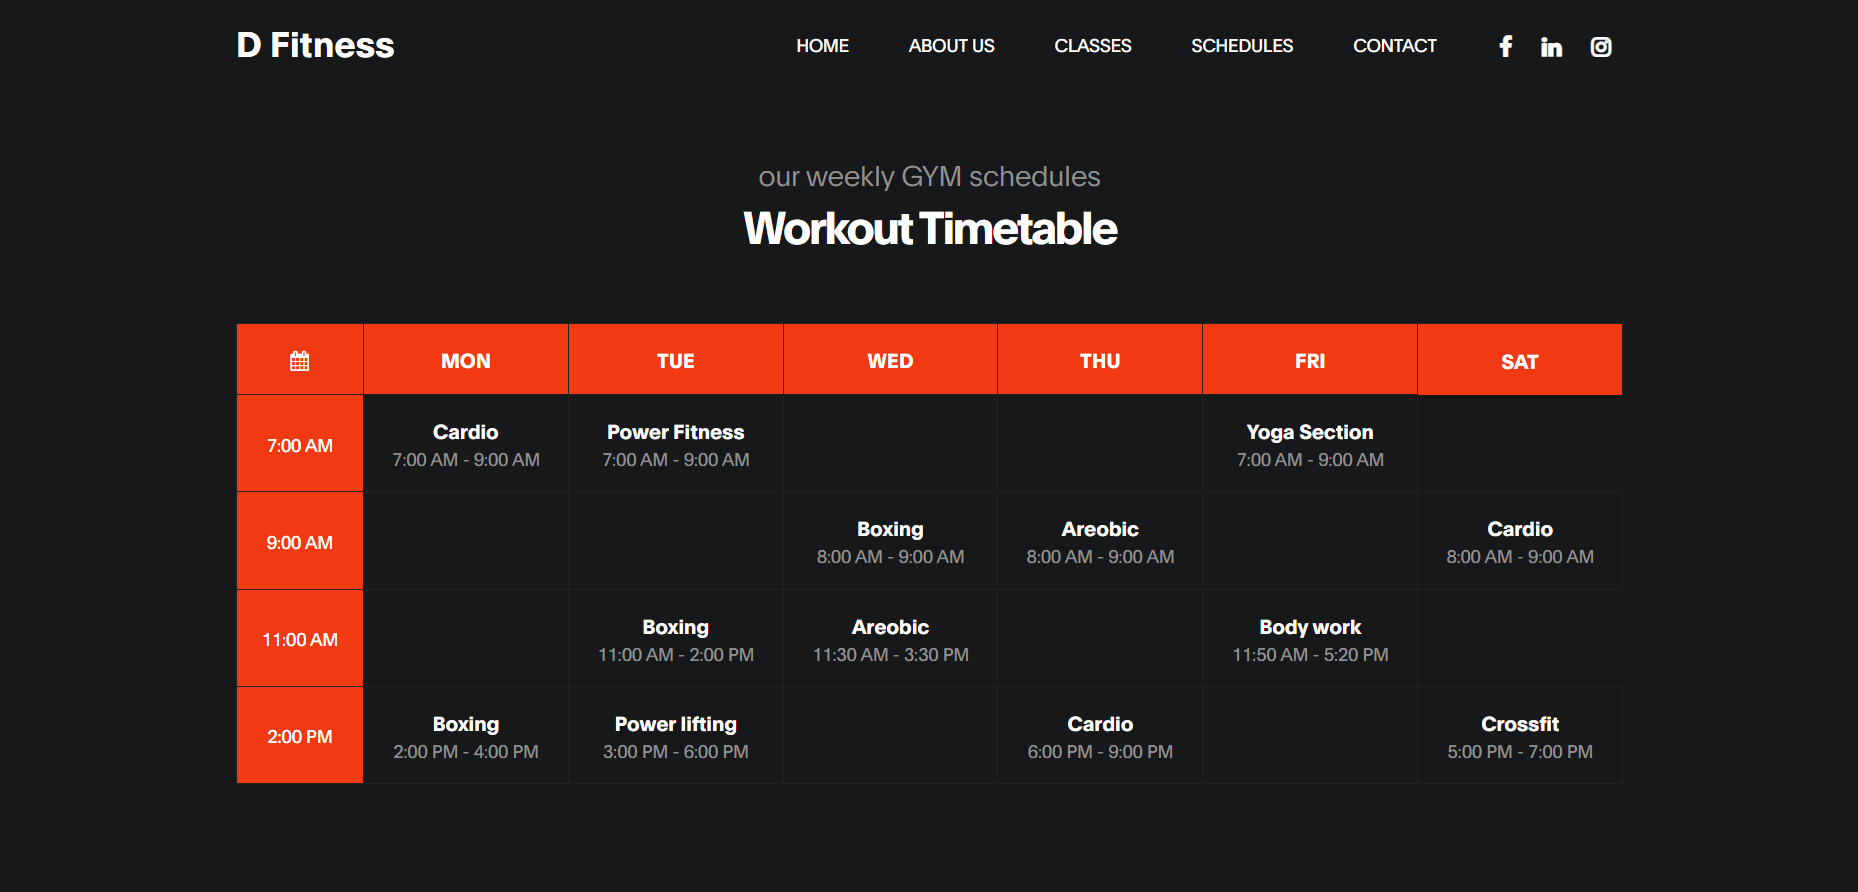 D Fitness
HOME ABOUT US CLASSES SCHEDULES CONTACT
our weekly GYM schedules
Workout Timetable
MON TUE WED THU FRI SAT
7:00 AM
Cardio
7:00 AM - 9:00 AM
Power Fitness
7:00 AM - 9:00 AM
Yoga Section
7:00 AM - 9:00 AM
9:00 AM
Boxing
8:00 AM - 9:00 AM
Areobic
8:00 AM - 9:00 AM
Cardio
8:00 AM - 9:00 AM
11:00 AM
Boxing
11:00 AM - 2:00 PM
Areobic
11:30 AM - 3:30 PM
Body work
11:50 AM - 5:20 PM
2:00 PM
Boxing
2:00 PM - 4:00 PM
Power lifting
3:00 PM - 6:00 PM
Cardio
6:00 PM - 9:00 PM
Crossfit
5:00 PM - 7:00 PM